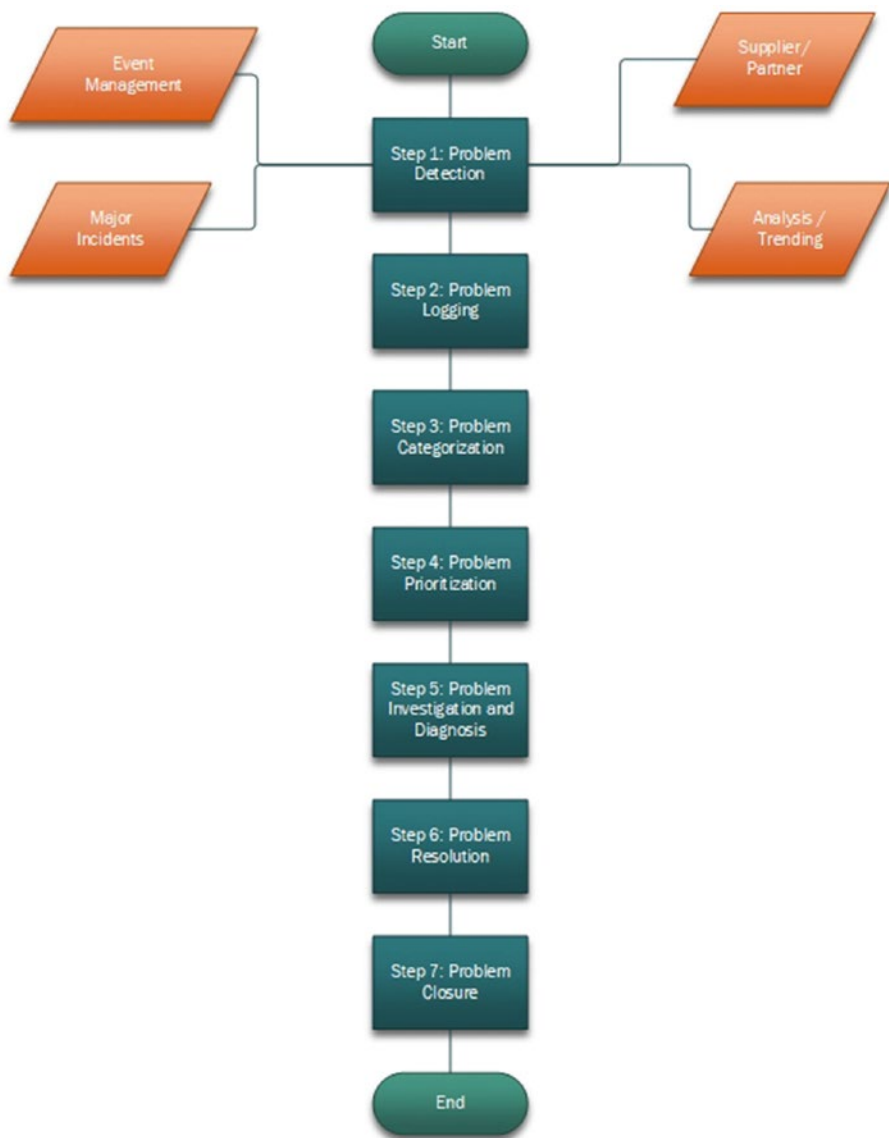 Start
Event
Management
Supplier/
Partner
Step 1: Problem
Detection
Major
Incidents
Analysis /
Trending
Step 2: Problem
Logging
Step 3: Problem
Categorization
Step 4: Problem
Prioritization
Step 5: Problem
Investigation and
Diagnosis
Step 6: Problem
Resolution
Step 7: Problem
Closure
End